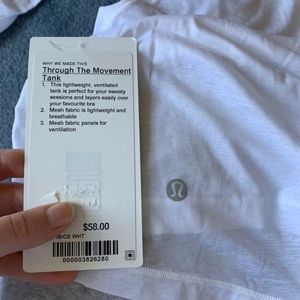 WHY WE MADE THIS
Through The Movement
Tank
1. This lightweight, ventilated
tank is perfect for your sweaty
sessions and layers easily over
your favourite bra
2. Mesh fabric is lightweight and
breathable
3. Mesh fabric panels for
ventilation
$58.00
WHT
000003826280